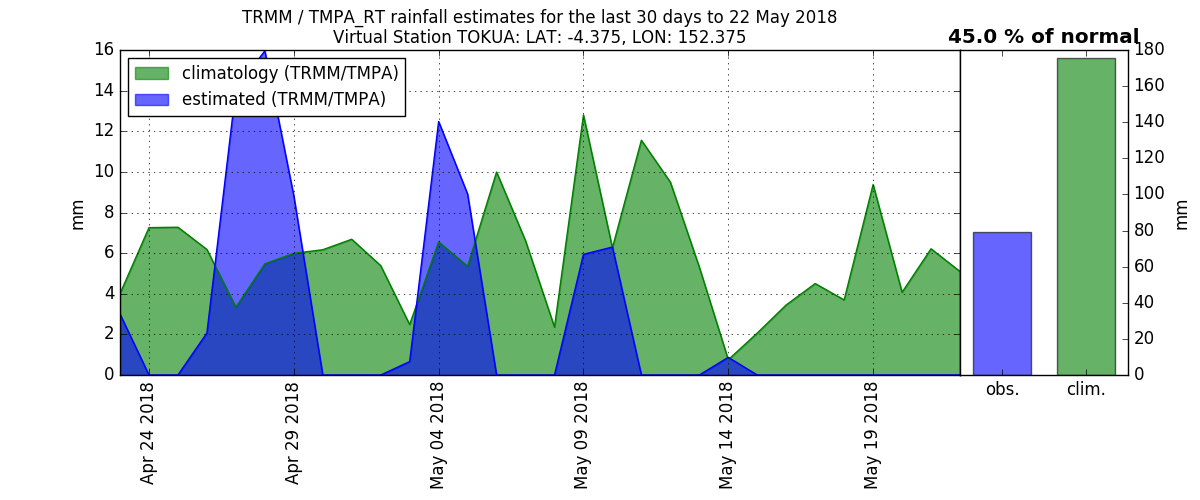 TRMM / TMPA_RT rainfall estimates for the last 30 days to 22 May 2018
Virtual Station TOKUA: LAT: -4.375, LON: 152.375
45.0 % of normal
climatology (TRMM/TMPA)
estimated (TRMM/TMPA)
16
14
12
10
8
6
4
2
0
mm
Apr 24 2018
Apr 29 2018
May 04 2018
May 09 2018
May 14 2018
May 19 2018
obs.
clim.
180
160
140
120
100
80
60
40
20
0
mm